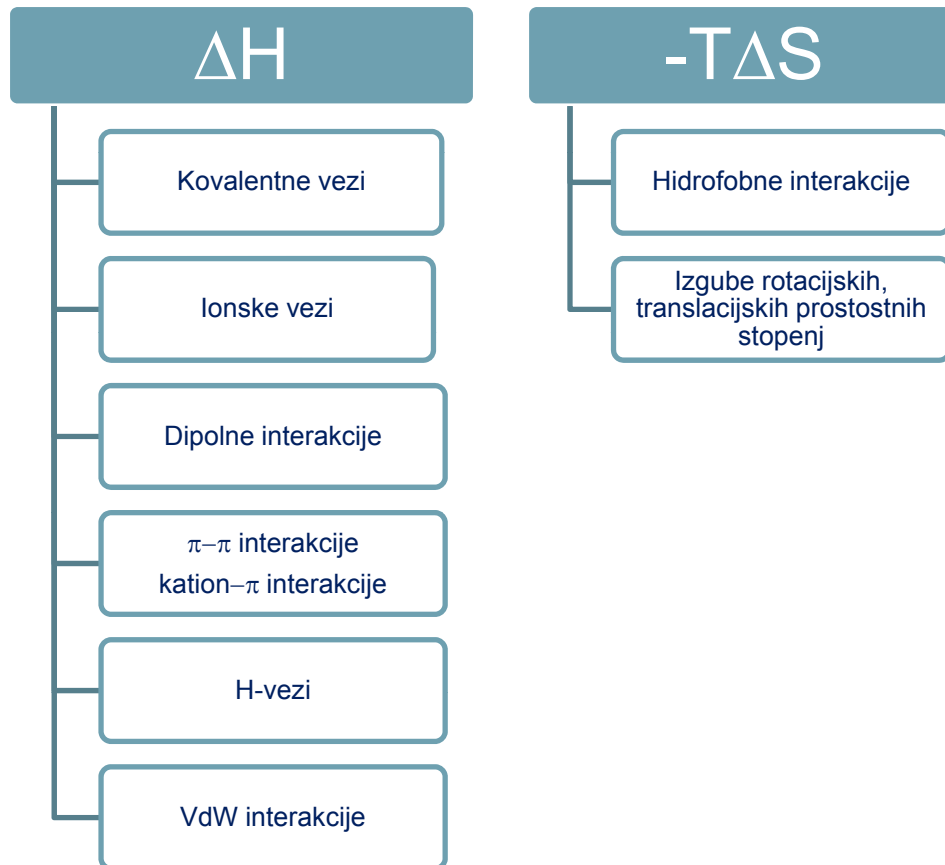 ΔH
Kovalentne vezi
Ionske vezi
Dipolne interakcije
π–π interakcije
kation–π interakcije
H-vezi
VdW interakcije
-TΔS
Hidrofobne interakcije
Izgube rotacijskih,
translacijskih prostostnih
stopenj